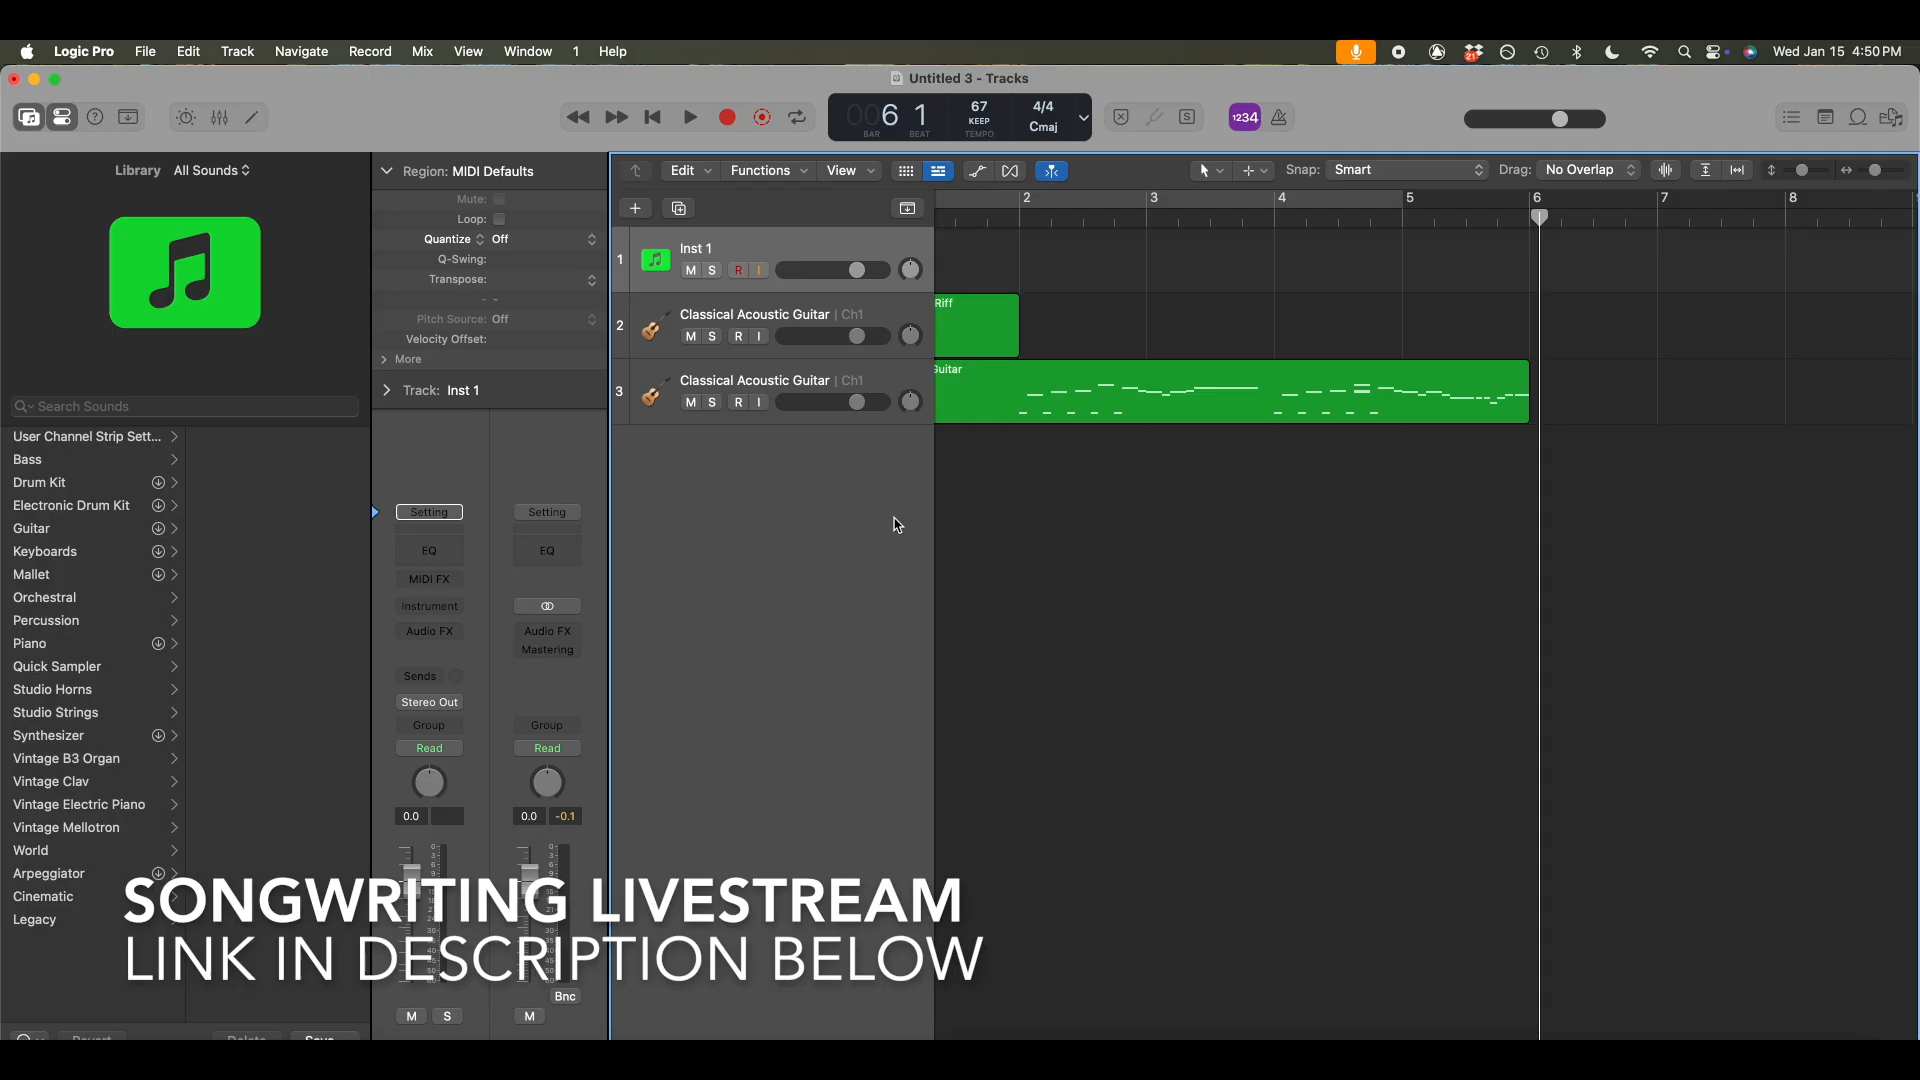 Logic Pro File Edit Track Navigate Record Mix View Window 1 Help
21
Wed Jan 15 4:50PM
Untitled 3 - Tracks
006 1
BAR BEAT
67
KEEP
TEMPO
4/4
Cmaj
S
1234
Library All Sounds
Search Sounds
User Channel Strip Sett...
Bass
Drum Kit
Electronic Drum Kit
Guitar
Keyboards
Mallet
Orchestral
Percussion
Piano
Quick Sampler
Studio Horns
Studio Strings
Synthesizer
Vintage B3 Organ
Vintage Clav
Vintage Electric Piano
Vintage Mellotron
World
Arpeggiator
Cinematic
Legacy
Revert Delete Save
Region: MIDI Defaults
Mute:
Loop:
Quantize Off
Q-Swing:
Transpose:
- -
Pitch Source: Off
Velocity Offset:
More
Track: Inst 1
Setting Setting
EQ EQ
MIDI FX
Instrument
Audio FX Audio FX
Mastering
Sends
Stereo Out
Group Group
Read Read
0.0 0.0 -0.1
Bnc
M S M
Edit Functions View
Snap: Smart Drag: No Overlap
2 3 4 5 6 7 8
1 Inst 1
M S R I
2 Classical Acoustic Guitar | Ch1
M S R I
Riff
3 Classical Acoustic Guitar | Ch1
M S R I
Guitar
SONGWRITING LIVESTREAM
LINK IN DESCRIPTION BELOW